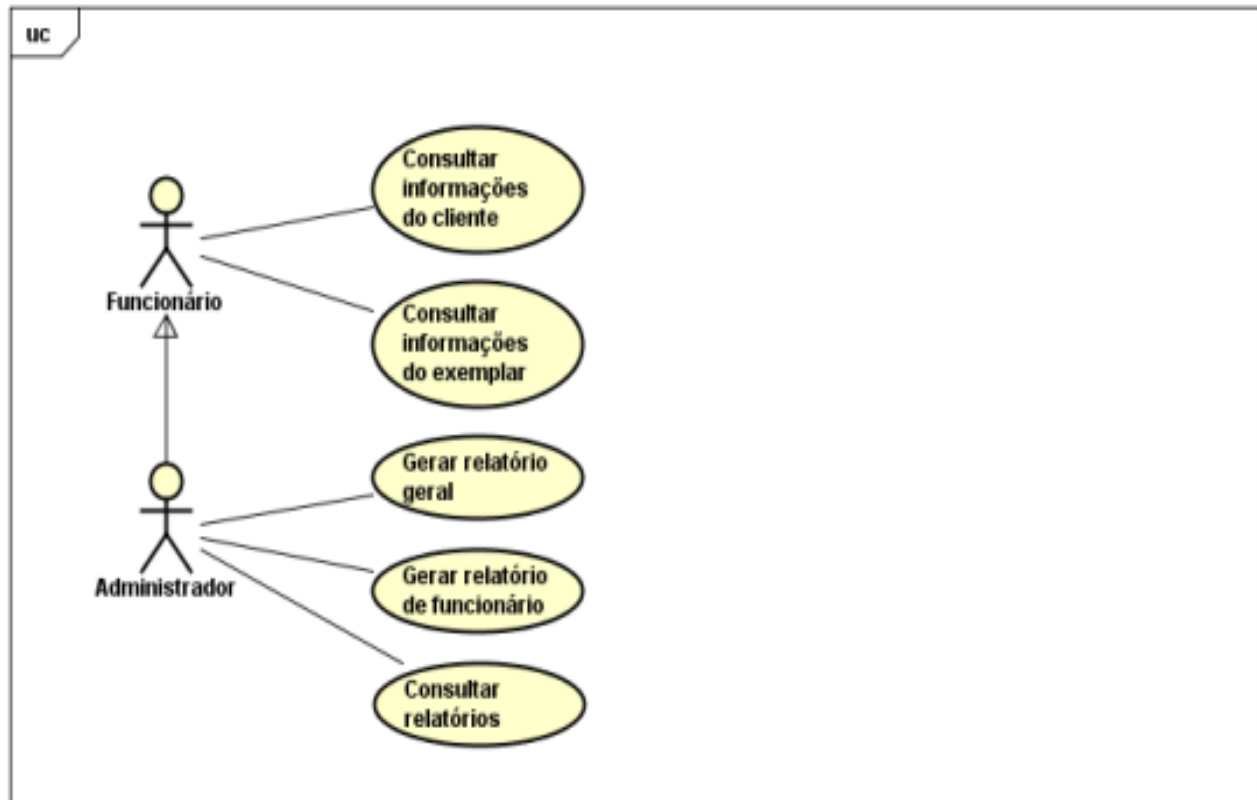 uc
Consultar
informações
do cliente
Funcionário
Consultar
informações
do exemplar
Gerar relatório
geral
Gerar relatório
de funcionário
Administrador
Consultar
relatórios